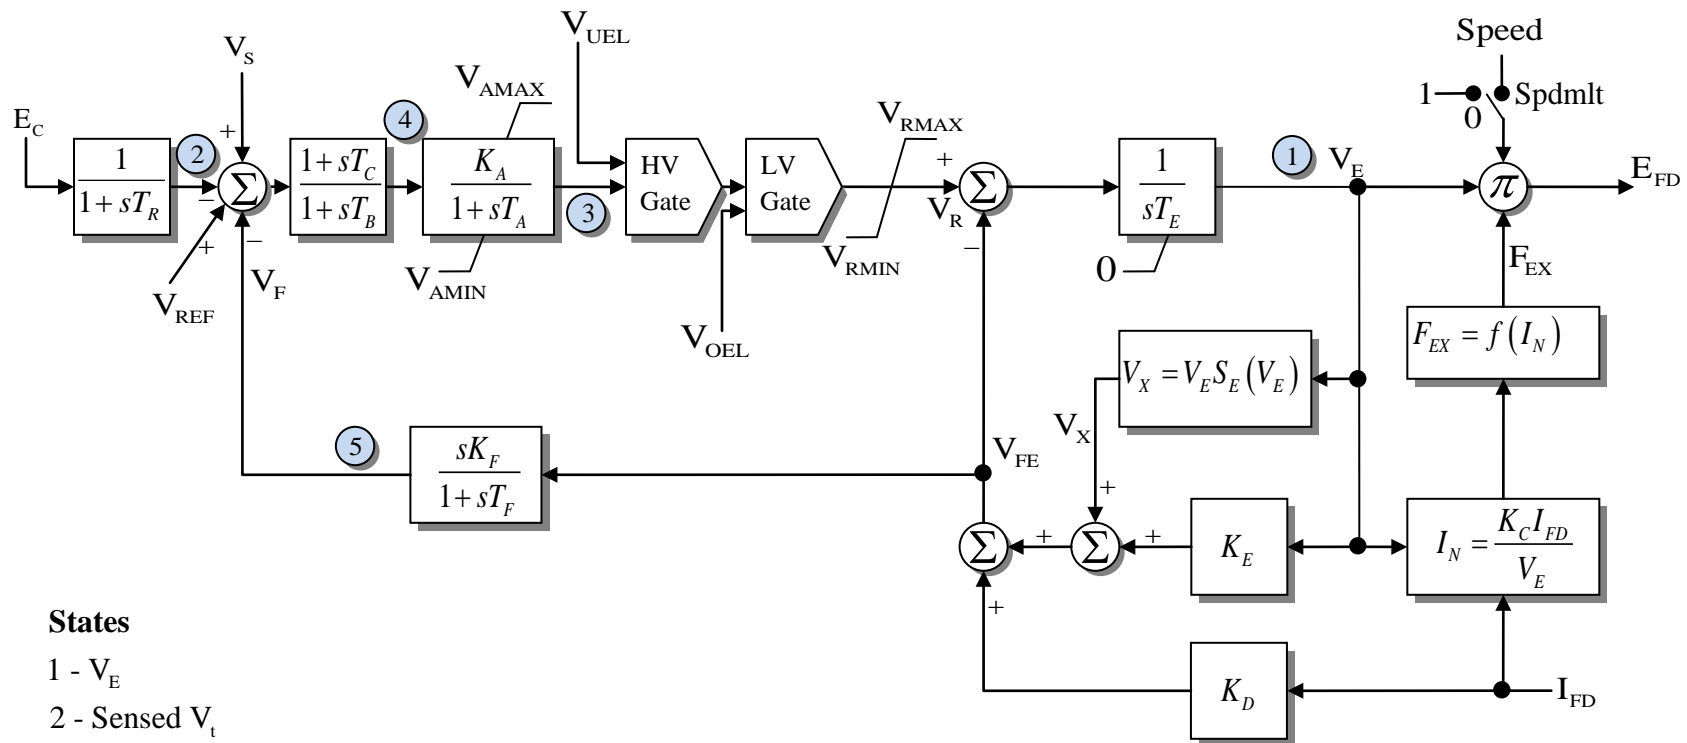 Speed
V_UEL
V_S
V_AMAX
1
Spdmlt
0
E_C
4
V_RMAX
2
1
V_E
E_FD
1 / (1 + sT_R)
+
−
Σ
(1 + sT_C) / (1 + sT_B)
K_A / (1 + sT_A)
HV
Gate
LV
Gate
+
Σ
1 / (sT_E)
π
3
V_R
−
+
−
V_RMIN
0
F_EX
V_REF
V_F
V_AMIN
V_OEL
F_EX = f(I_N)
V_X = V_E S_E(V_E)
V_X
5
V_FE
sK_F / (1 + sT_F)
+
Σ
+
Σ
+
K_E
I_N = K_C I_FD / V_E
+
States
1 - V_E
K_D
I_FD
2 - Sensed V_t